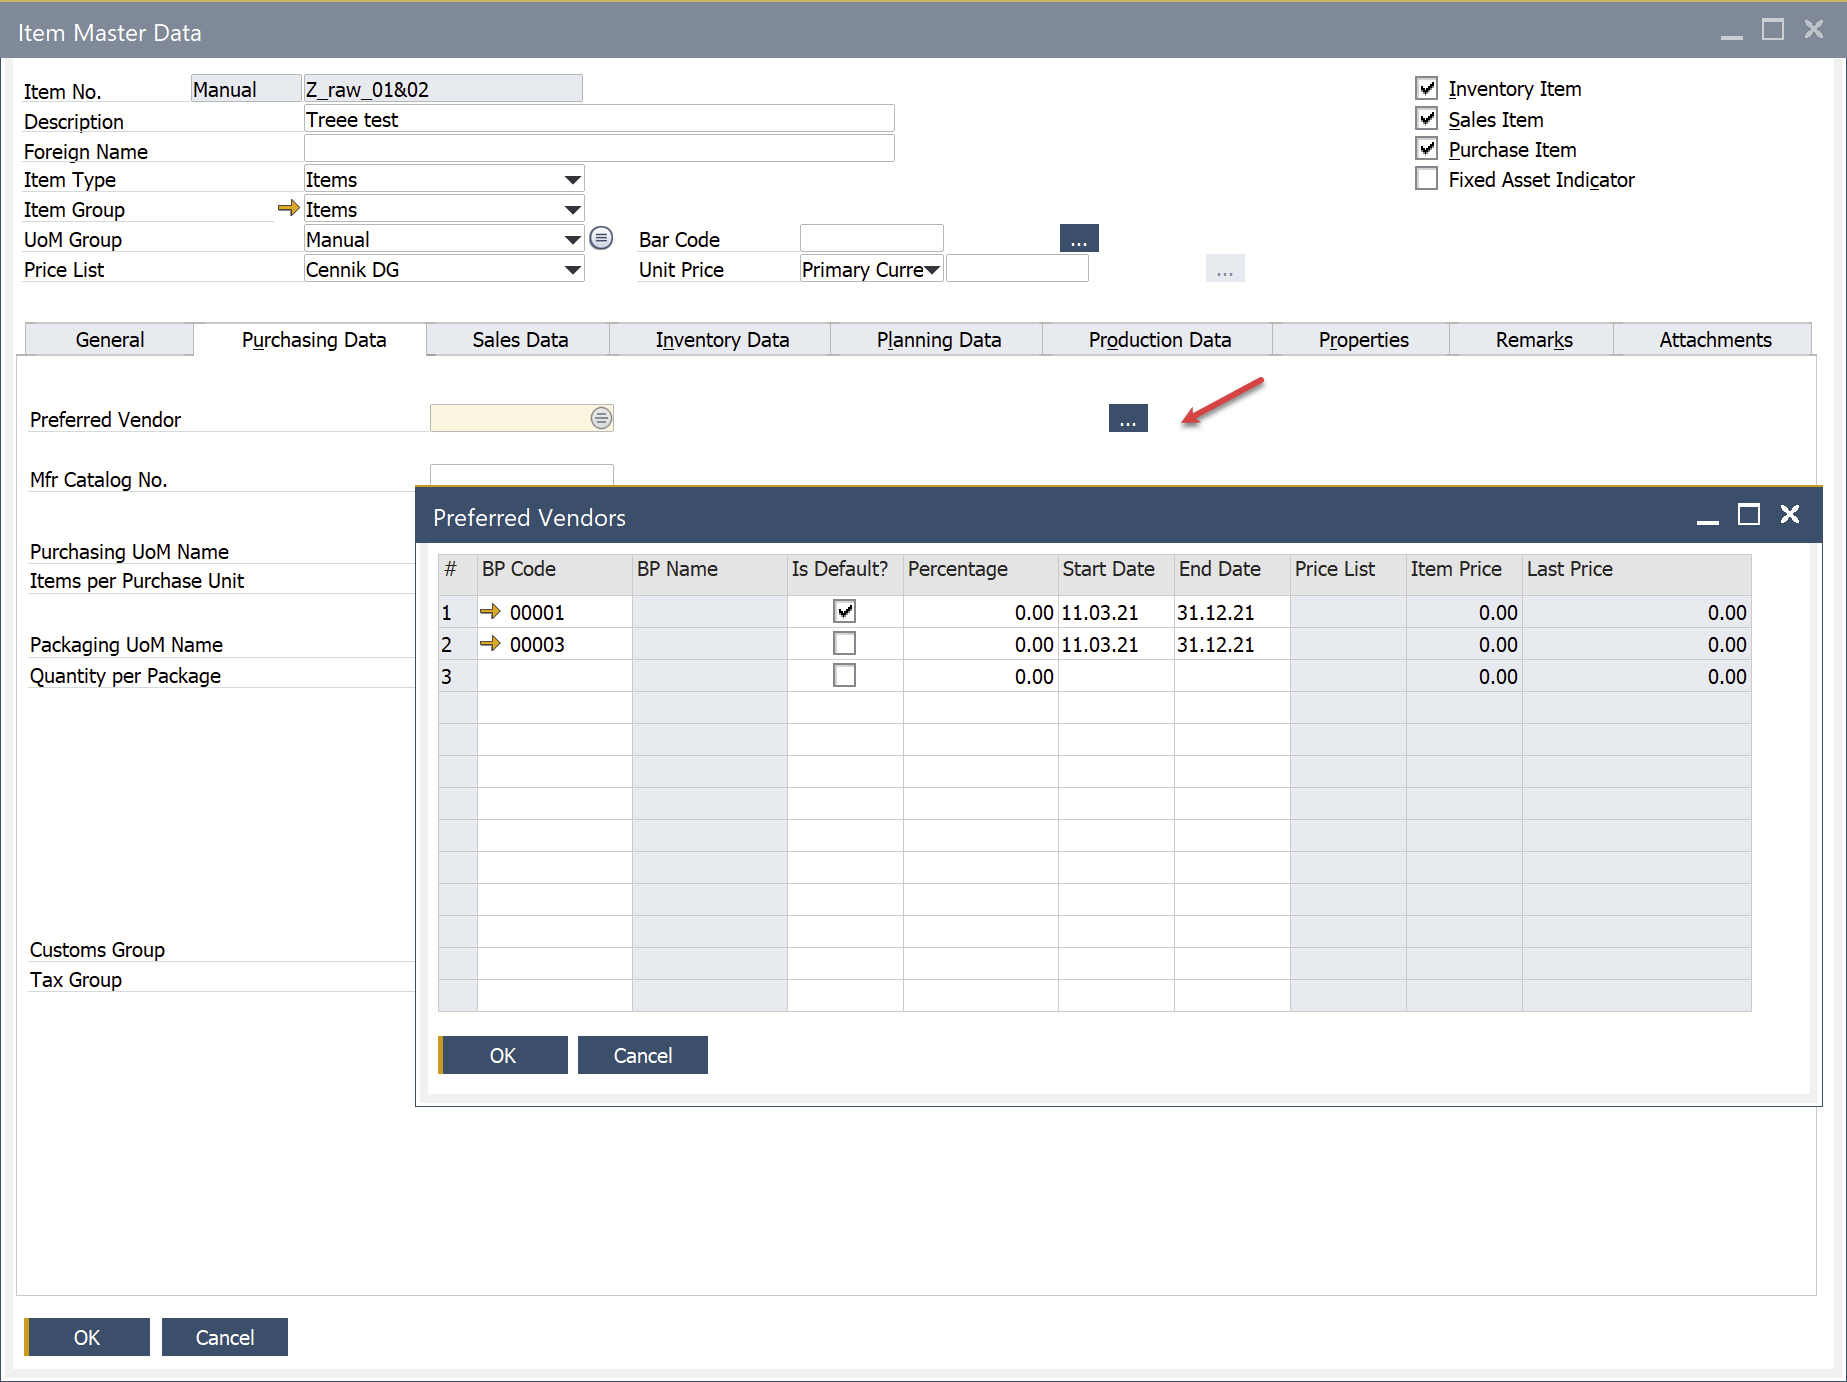 Item Master Data
Item No. Manual Z_raw_01&02
Inventory Item
Description Treee test
Sales Item
Foreign Name
Purchase Item
Item Type Items
Fixed Asset Indicator
Item Group Items
UoM Group Manual Bar Code ...
Price List Cennik DG Unit Price Primary Curre ...
General Purchasing Data Sales Data Inventory Data Planning Data Production Data Properties Remarks Attachments
Preferred Vendor ...
Mfr Catalog No.
Purchasing UoM Name
Items per Purchase Unit
Packaging UoM Name
Quantity per Package
Customs Group
Tax Group
Preferred Vendors
# BP Code BP Name Is Default? Percentage Start Date End Date Price List Item Price Last Price
1 00001 0.00 11.03.21 31.12.21 0.00 0.00
2 00003 0.00 11.03.21 31.12.21 0.00 0.00
3 0.00 0.00 0.00
OK Cancel
OK Cancel